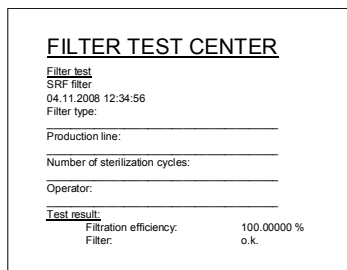 FILTER TEST CENTER
Filter test
SRF filter
04.11.2008 12:34:56
Filter type:
Production line:
Number of sterilization cycles:
Operator:
Test result:
Filtration efficiency: 100.00000 %
Filter: o.k.